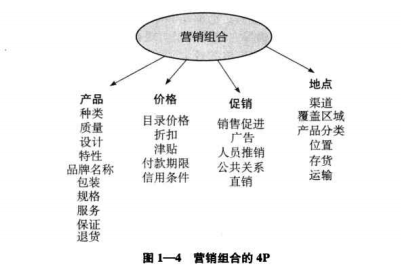 营销组合
产品
种类
质量
设计
特性
品牌名称
包装
规格
服务
保证
退货
价格
目录价格
折扣
津贴
付款期限
信用条件
促销
销售促进
广告
人员推销
公共关系
直销
地点
渠道
覆盖区域
产品分类
位置
存货
运输
图1—4 营销组合的4P